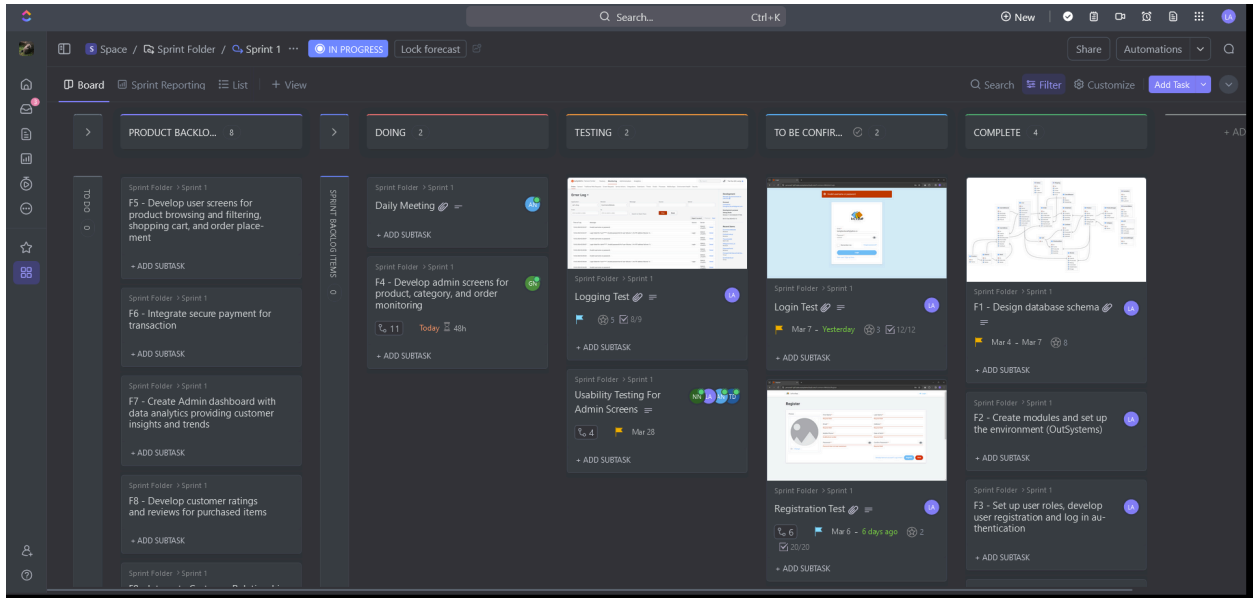 Search...
Ctrl+K
New
LA
S Space / Sprint Folder / Sprint 1 ...
IN PROGRESS
Lock forecast
Share
Automations
Board
Sprint Reporting
List
+ View
Search
Filter
Customize
Add Task
3
PRODUCT BACKLO... 8
DOING 2
TESTING 2
TO BE CONFIR... 2
COMPLETE 4
+ AD
TO DO 0
Sprint Folder > Sprint 1
F5 - Develop user screens for
product browsing and filtering,
shopping cart, and order place-
ment
+ ADD SUBTASK
Sprint Folder > Sprint 1
F6 - Integrate secure payment for
transaction
+ ADD SUBTASK
Sprint Folder > Sprint 1
F7 - Create Admin dashboard with
data analytics providing customer
insights and trends
+ ADD SUBTASK
Sprint Folder > Sprint 1
F8 - Develop customer ratings
and reviews for purchased items
+ ADD SUBTASK
Sprint Folder > Sprint 1
SPRINT BACKLOG ITEMS 0
Sprint Folder > Sprint 1
Daily Meeting
AN
+ ADD SUBTASK
Sprint Folder > Sprint 1
F4 - Develop admin screens for
product, category, and order
monitoring
GN
11
Today
48h
+ ADD SUBTASK
Sprint Folder > Sprint 1
Logging Test
LA
5
8/9
+ ADD SUBTASK
Sprint Folder > Sprint 1
Usability Testing For
Admin Screens
NN LA AN TD
4
Mar 28
+ ADD SUBTASK
Sprint Folder > Sprint 1
Login Test
LA
Mar 7 - Yesterday
3
12/12
+ ADD SUBTASK
Register
Sprint Folder > Sprint 1
Registration Test
LA
6
Mar 6 - 6 days ago
2
20/20
+ ADD SUBTASK
Sprint Folder > Sprint 1
F1 - Design database schema
LA
Mar 4 - Mar 7
8
+ ADD SUBTASK
Sprint Folder > Sprint 1
F2 - Create modules and set up
the environment (OutSystems)
LA
+ ADD SUBTASK
Sprint Folder > Sprint 1
F3 - Set up user roles, develop
user registration and log in au-
thentication
LA
+ ADD SUBTASK